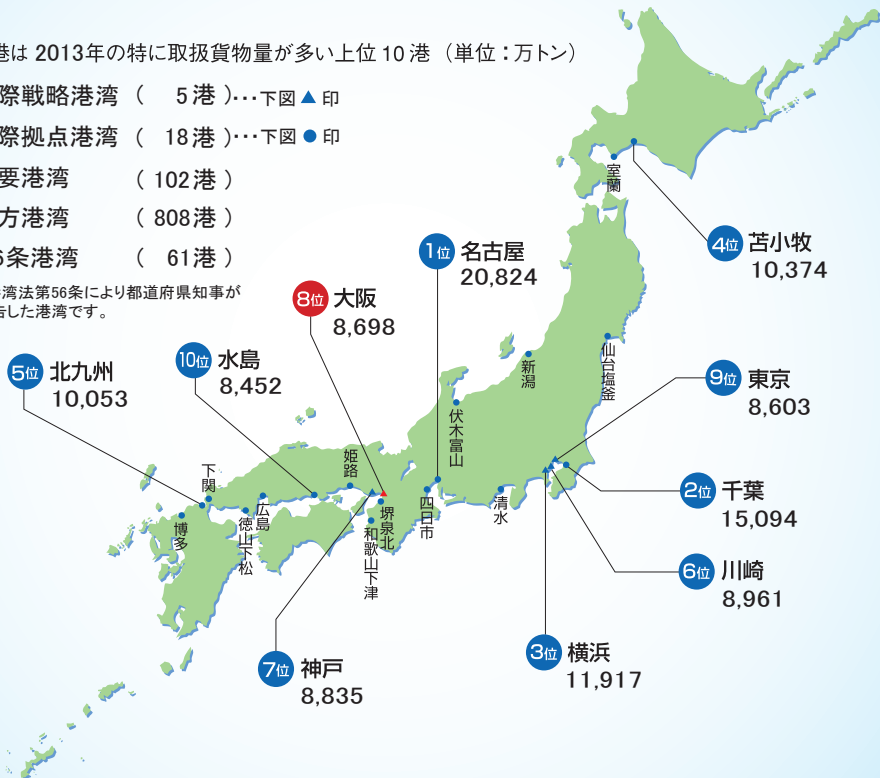 港は 2013年の特に取扱貨物量が多い上位 10 港 （単位：万トン）
際戦略港湾 （ 5港 ）…下図 ▲ 印
際拠点港湾 （ 18港 ）…下図 ● 印
要港湾 （ 102港 ）
方港湾 （ 808港 ）
6条港湾 （ 61港 ）
湾法第56条により都道府県知事が
告した港湾です。
室蘭
4位 苫小牧
10,374
1位 名古屋
20,824
8位 大阪
8,698
10位 水島
8,452
5位 北九州
10,053
新潟
仙台塩釜
9位 東京
8,603
伏木富山
姫路
下関
博多
徳山下松
広島
堺泉北
和歌山下津
四日市
清水
2位 千葉
15,094
6位 川崎
8,961
3位 横浜
11,917
7位 神戸
8,835